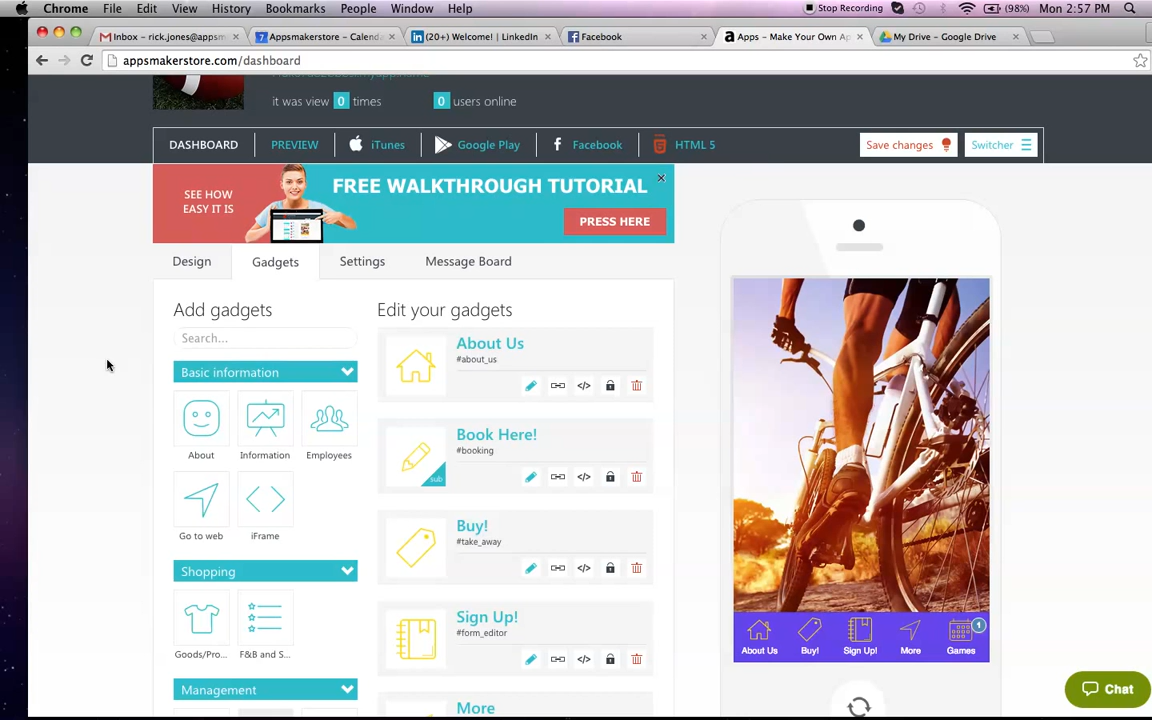 Chrome File Edit View History Bookmarks People Window Help Stop Recording (98%) Mon 2:57 PM
Inbox – rick.jones@appsm Appsmakerstore – Calenda (20+) Welcome! | LinkedIn Facebook Apps – Make Your Own Ap My Drive – Google Drive
appsmakerstore.com/dashboard
it was view 0 times 0 users online
DASHBOARD PREVIEW iTunes Google Play Facebook HTML 5 Save changes Switcher
SEE HOW
EASY IT IS
FREE WALKTHROUGH TUTORIAL
PRESS HERE
Design Gadgets Settings Message Board
Add gadgets
Search...
Basic information
About Information Employees
Go to web iFrame
Shopping
Goods/Pro... F&B and S...
Management
Edit your gadgets
About Us
#about_us
Book Here!
#booking
sub
Buy!
#take_away
Sign Up!
#form_editor
More
1
About Us Buy! Sign Up! More Games
Chat